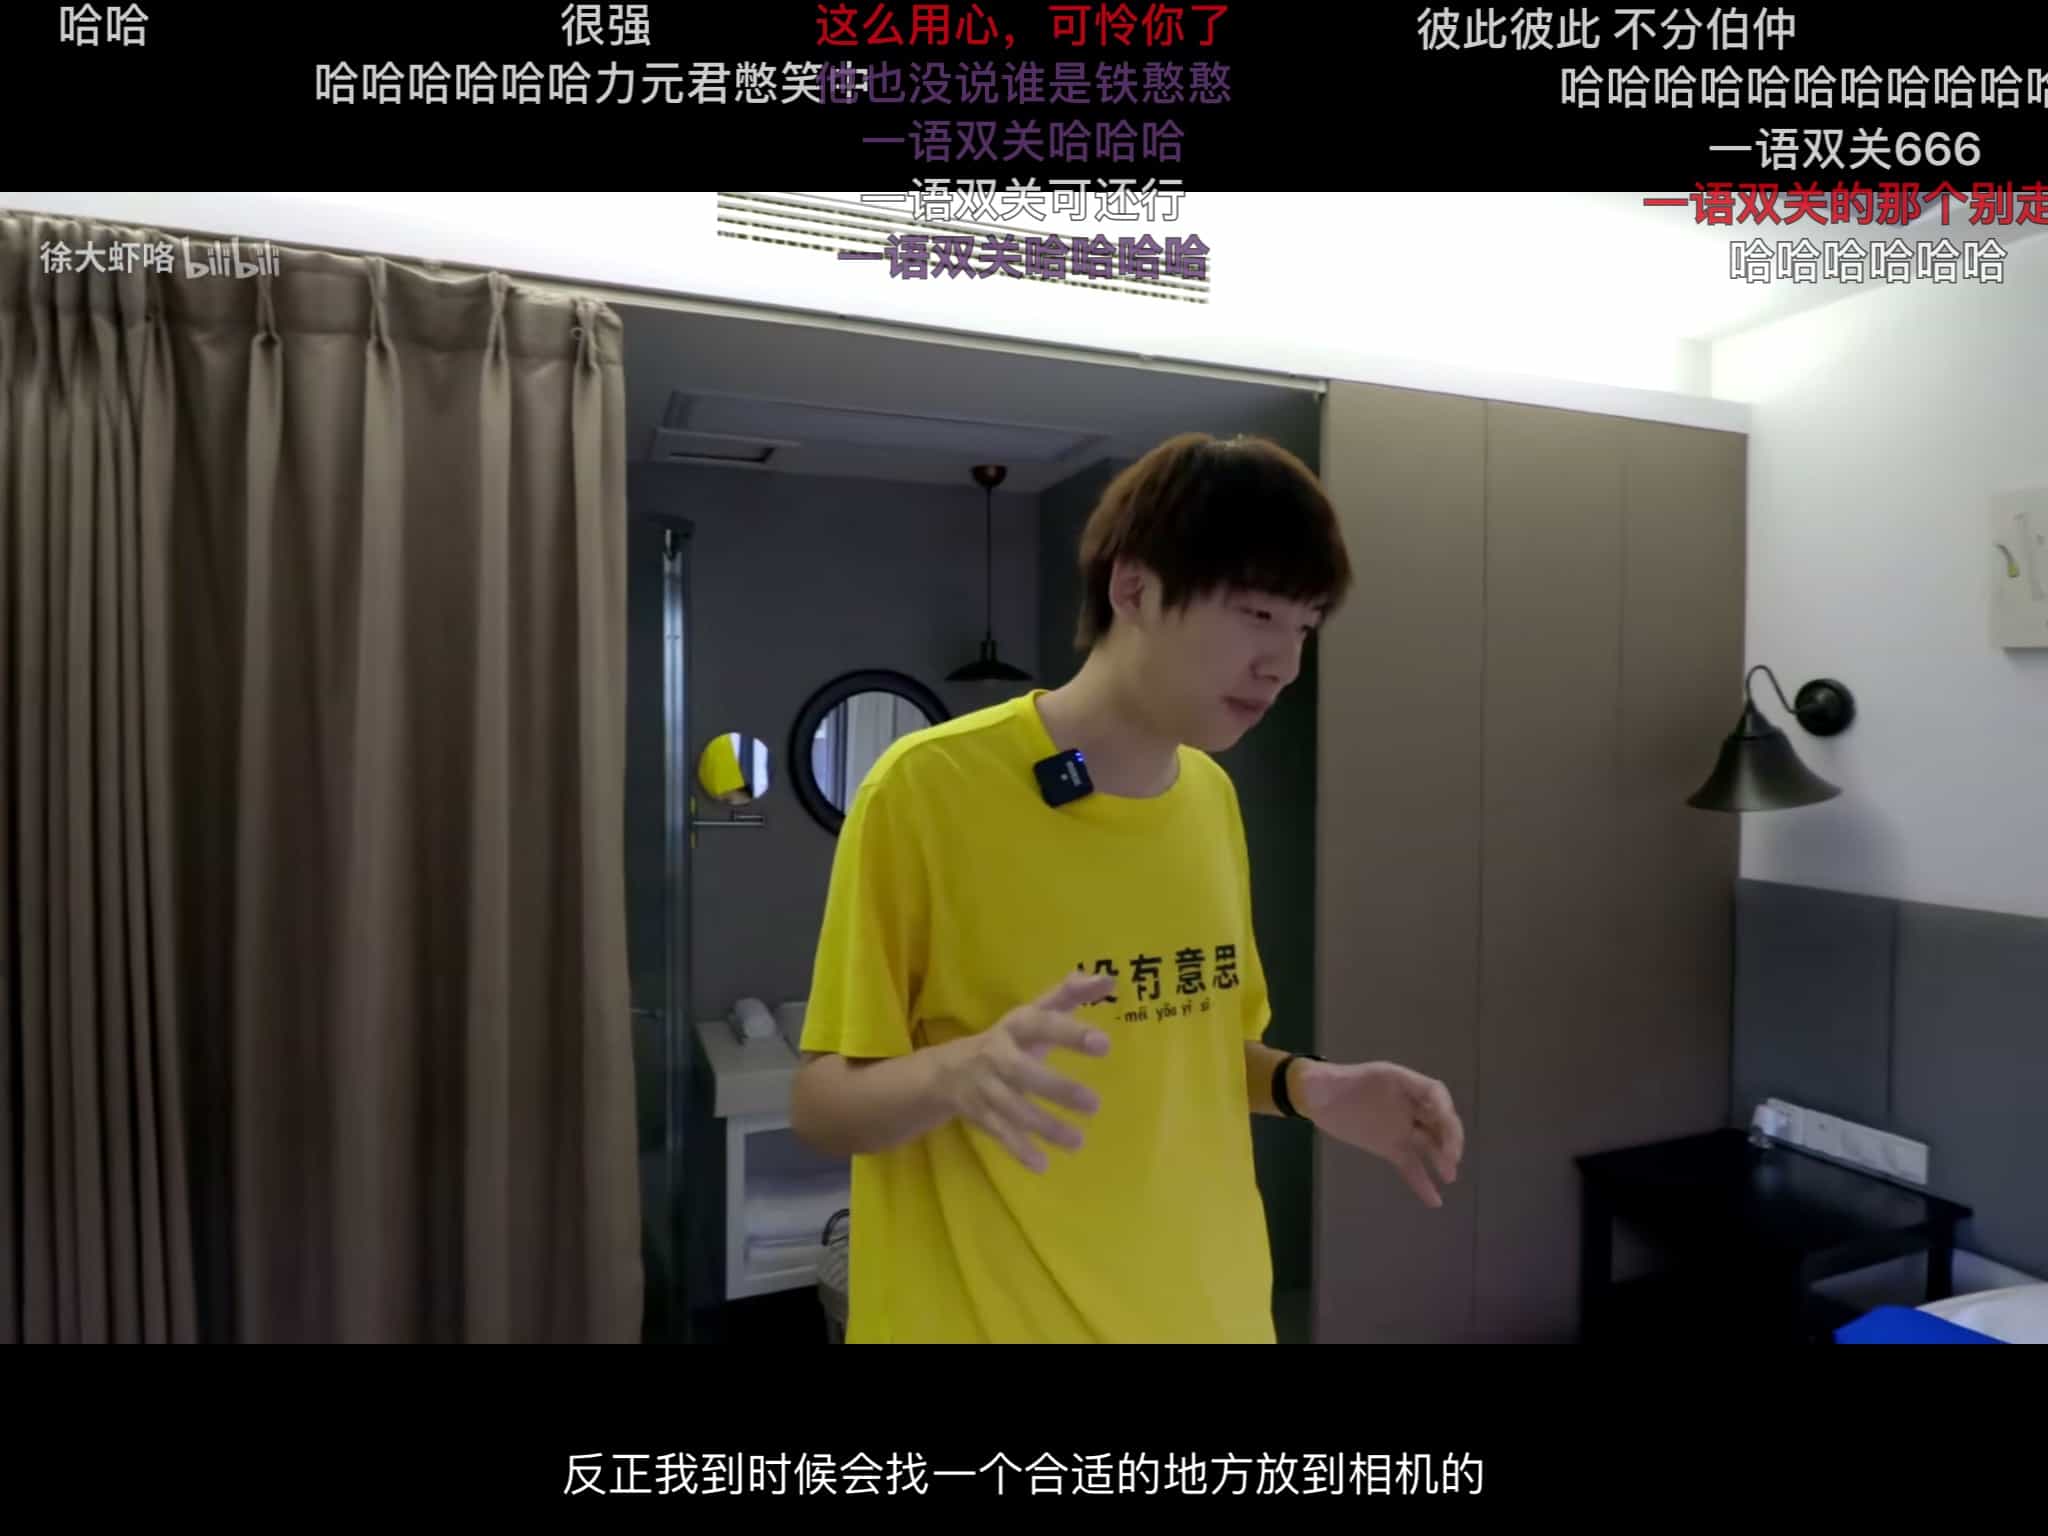 哈哈
很强
这么用心，可怜你了
彼此彼此 不分伯仲
哈哈哈哈哈哈力元君憋笑中
他也没说谁是铁憨憨
哈哈哈哈哈哈哈哈哈哈
一语双关哈哈哈
一语双关666
一语双关可还行
一语双关的那个别走
一语双关哈哈哈哈
哈哈哈哈哈哈
徐大虾咯 bilibili
没有意思
- méi yǒu yì si
反正我到时候会找一个合适的地方放到相机的